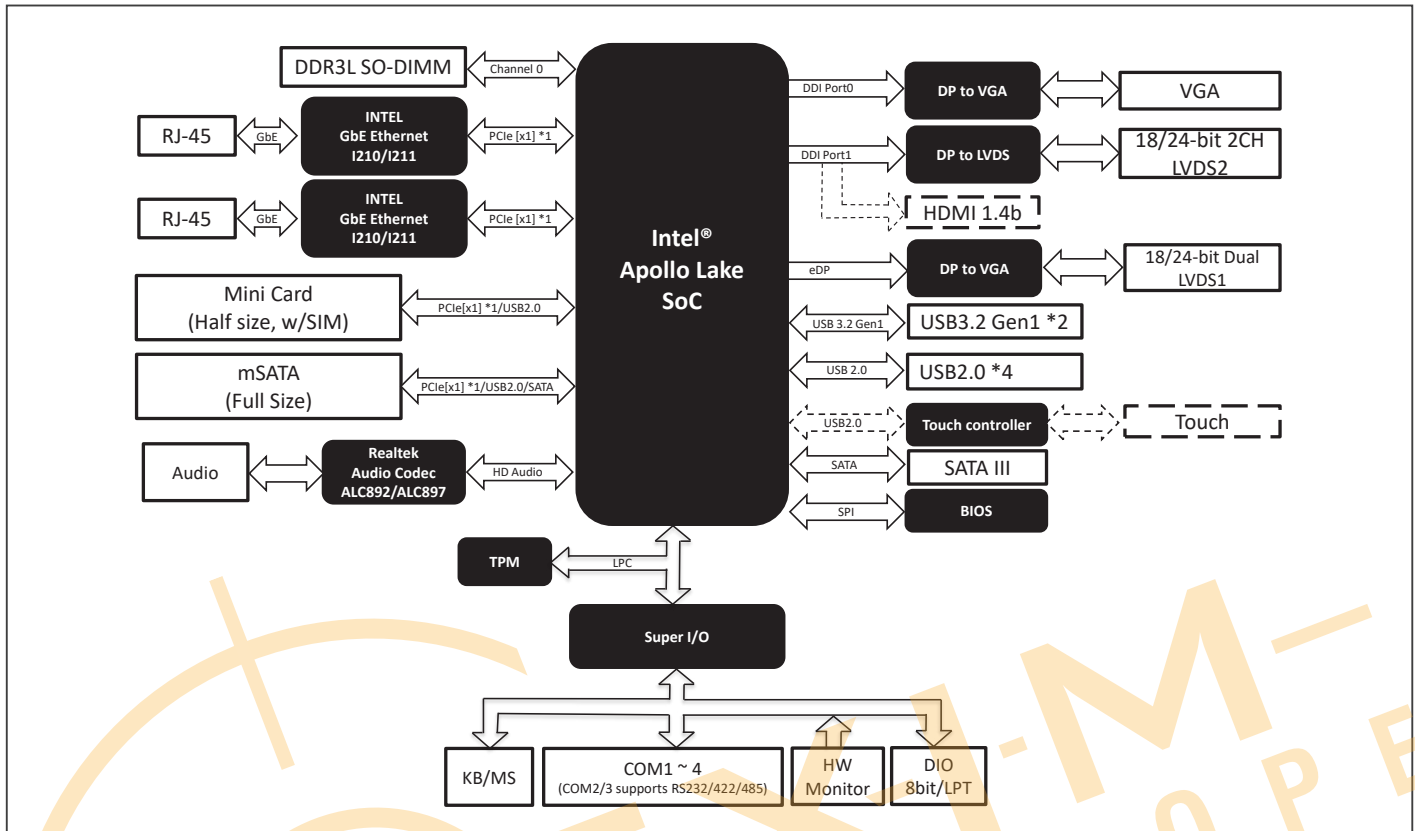 DDR3L SO-DIMM
Channel 0
RJ-45
GbE
INTEL
GbE Ethernet
I210/I211
PCIe [x1] *1
RJ-45
GbE
INTEL
GbE Ethernet
I210/I211
PCIe [x1] *1
Mini Card
(Half size, w/SIM)
PCIe[x1] *1/USB2.0
mSATA
(Full Size)
PCIe[x1] *1/USB2.0/SATA
Audio
Realtek
Audio Codec
ALC892/ALC897
HD Audio
Intel®
Apollo Lake
SoC
DDI Port0
DP to VGA
VGA
DDI Port1
DP to LVDS
18/24-bit 2CH
LVDS2
HDMI 1.4b
eDP
DP to VGA
18/24-bit Dual
LVDS1
USB 3.2 Gen1
USB3.2 Gen1 *2
USB 2.0
USB2.0 *4
USB2.0
Touch controller
Touch
SATA
SATA III
SPI
BIOS
TPM
LPC
Super I/O
KB/MS
COM1 ~ 4
(COM2/3 supports RS232/422/485)
HW
Monitor
DIO
8bit/LPT